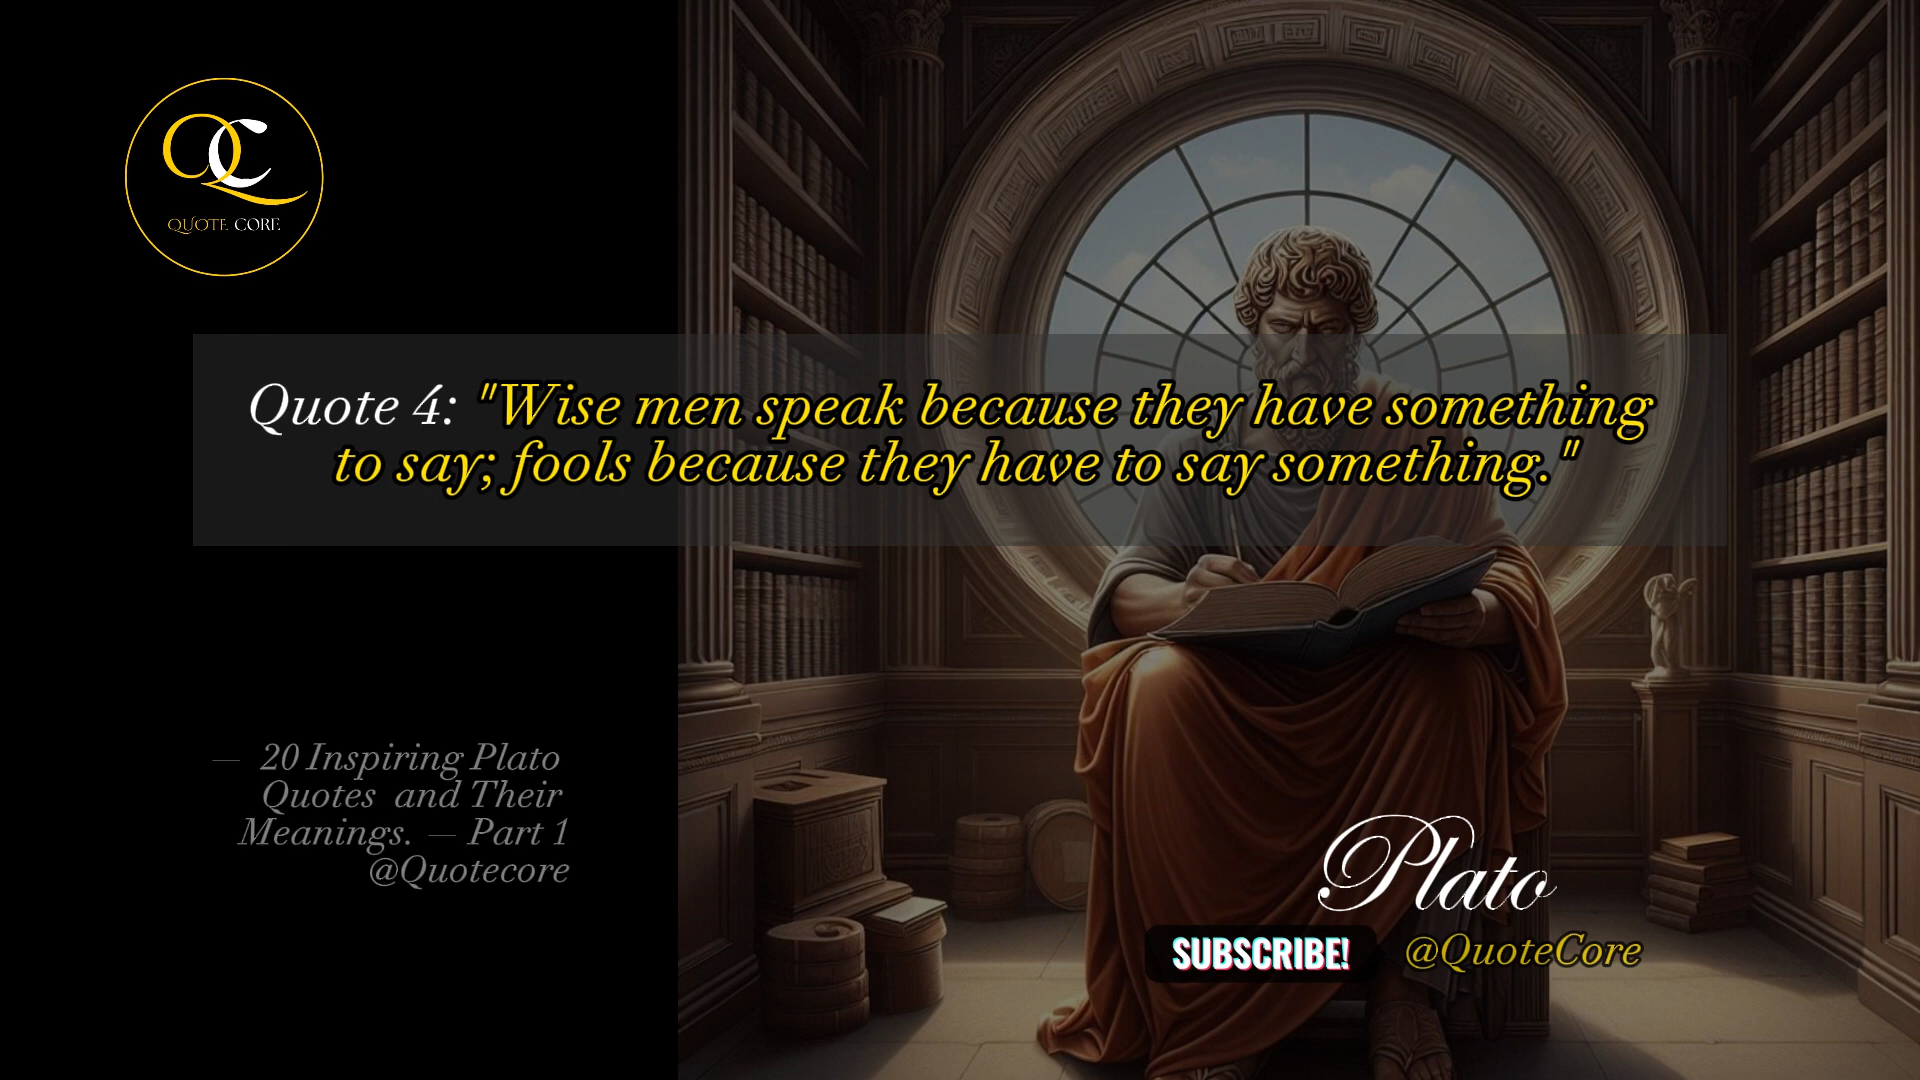 QC
QUOTE CORE
Quote 4: "Wise men speak because they have something
to say; fools because they have to say something."
— 20 Inspiring Plato
Quotes and Their
Meanings. — Part 1
@Quotecore
Plato
SUBSCRIBE! @QuoteCore